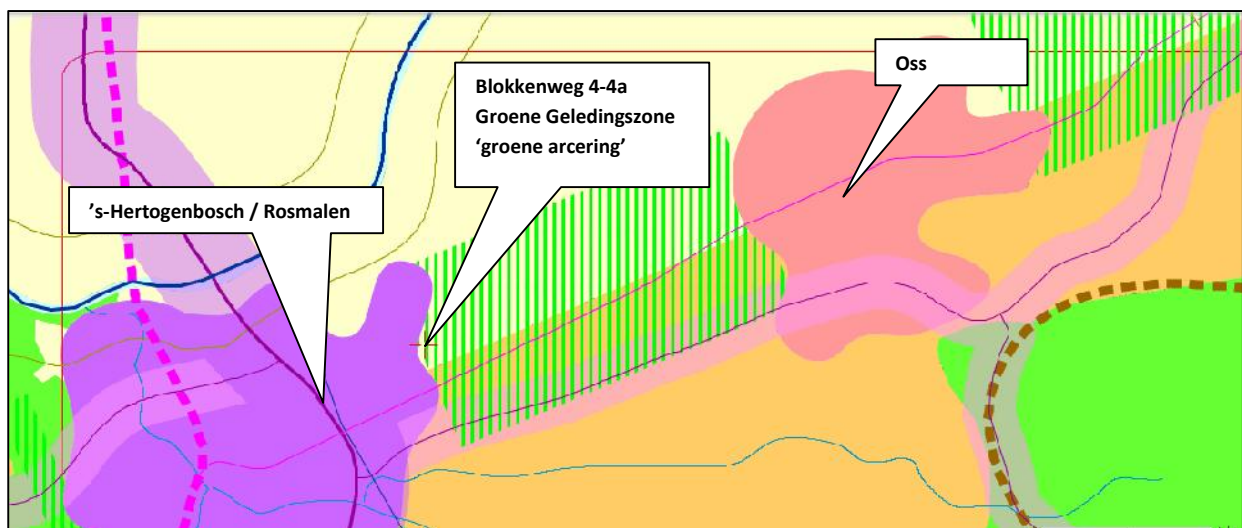 Oss
Blokkenweg 4-4a
Groene Geledingszone
‘groene arcering’
’s-Hertogenbosch / Rosmalen